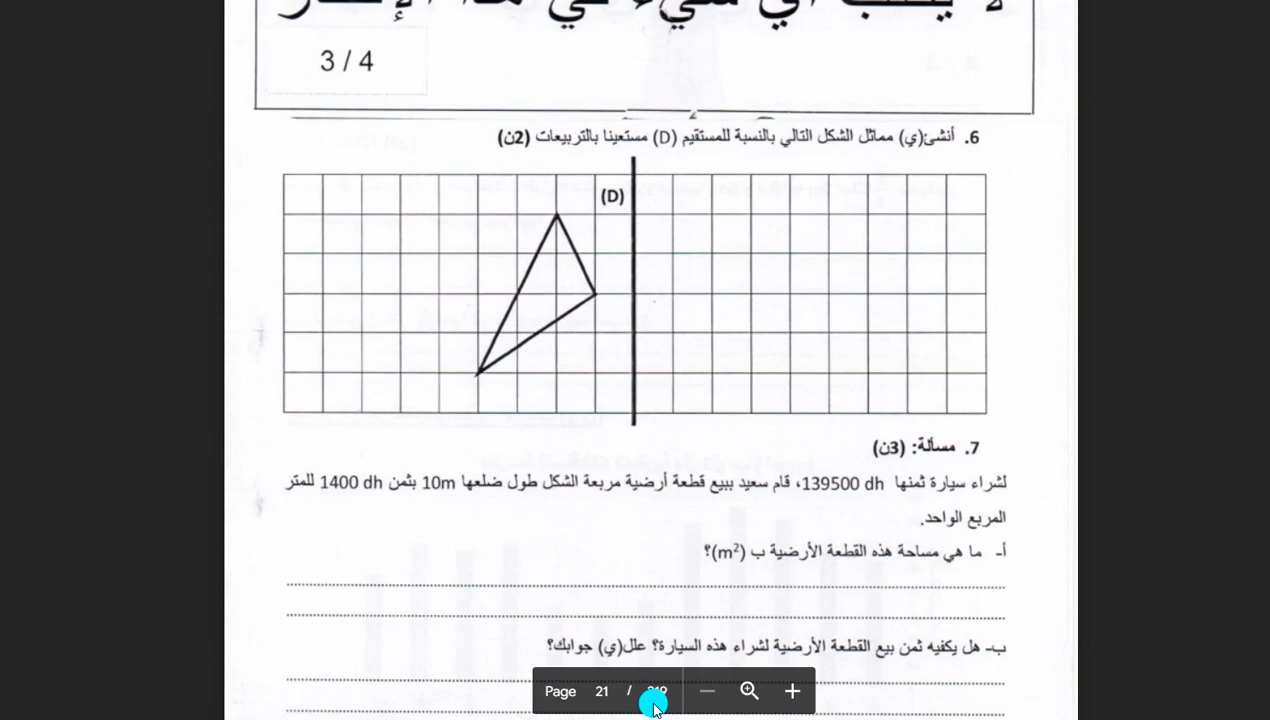 3 / 4
6. أنشئ(ي) مماثل الشكل التالي بالنسبة للمستقيم (D) مستعينا بالتربيعات (2ن)
(D)
7. مسألة: (3ن)
لشراء سيارة ثمنها 139500 dh، قام سعيد ببيع قطعة أرضية مربعة الشكل طول ضلعها 10m بثمن 1400 dh للمتر
المربع الواحد.
أ- ما هي مساحة هذه القطعة الأرضية ب (m²)؟
ب- هل يكفيه ثمن بيع القطعة الأرضية لشراء هذه السيارة؟ علل(ي) جوابك؟
Page 21 /